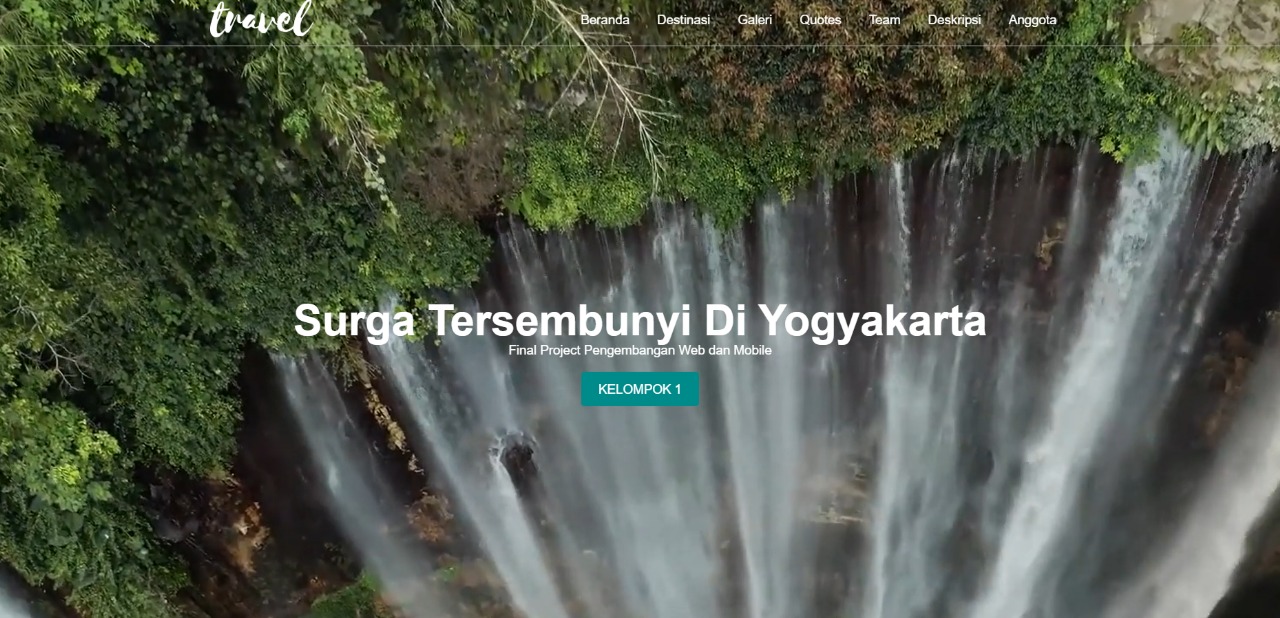 travel
Beranda Destinasi Galeri Quotes Team Deskripsi Anggota
Surga Tersembunyi Di Yogyakarta
Final Project Pengembangan Web dan Mobile
KELOMPOK 1